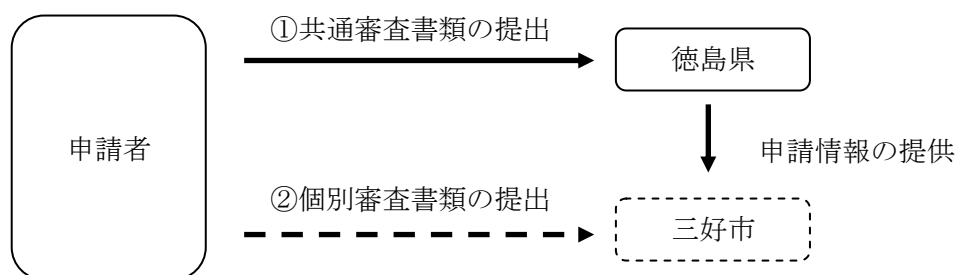 ①共通審査書類の提出
徳島県
申請者
申請情報の提供
②個別審査書類の提出
三好市